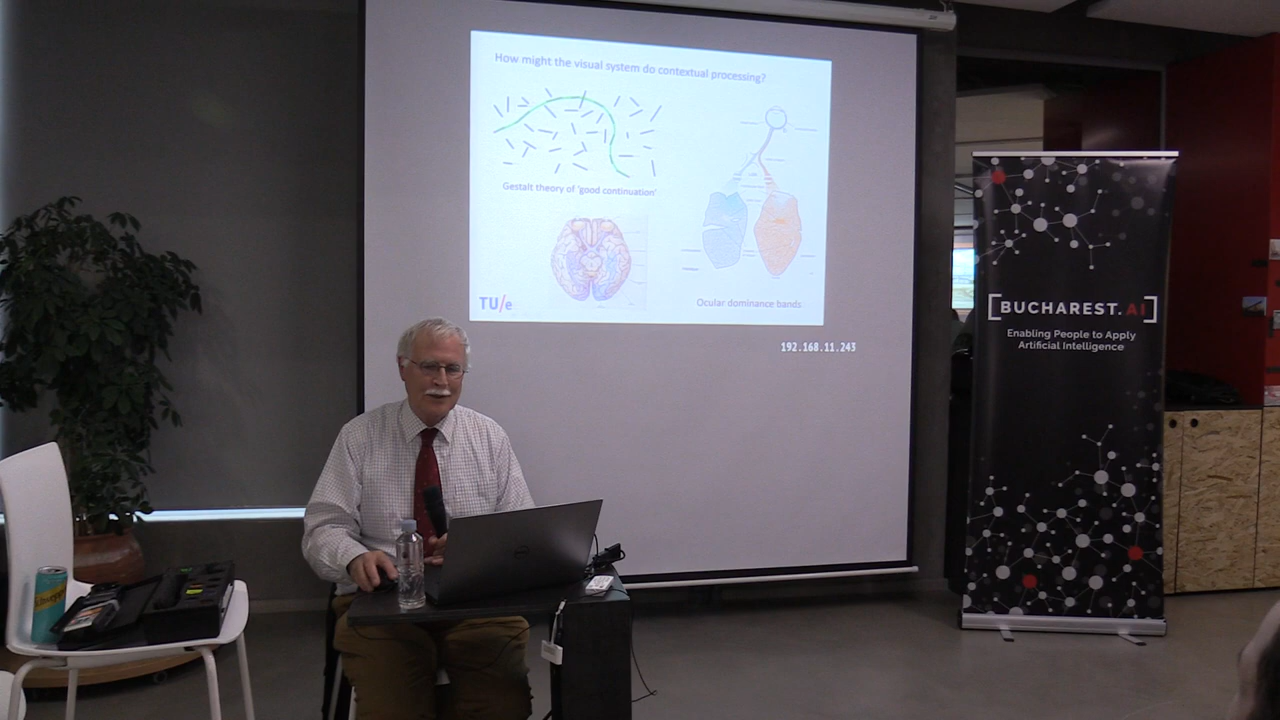 How might the visual system do contextual processing?
Gestalt theory of 'good continuation'
TU/e
Ocular dominance bands
192.168.11.243
[BUCHAREST.AI]
Enabling People to Apply
Artificial Intelligence
DELL